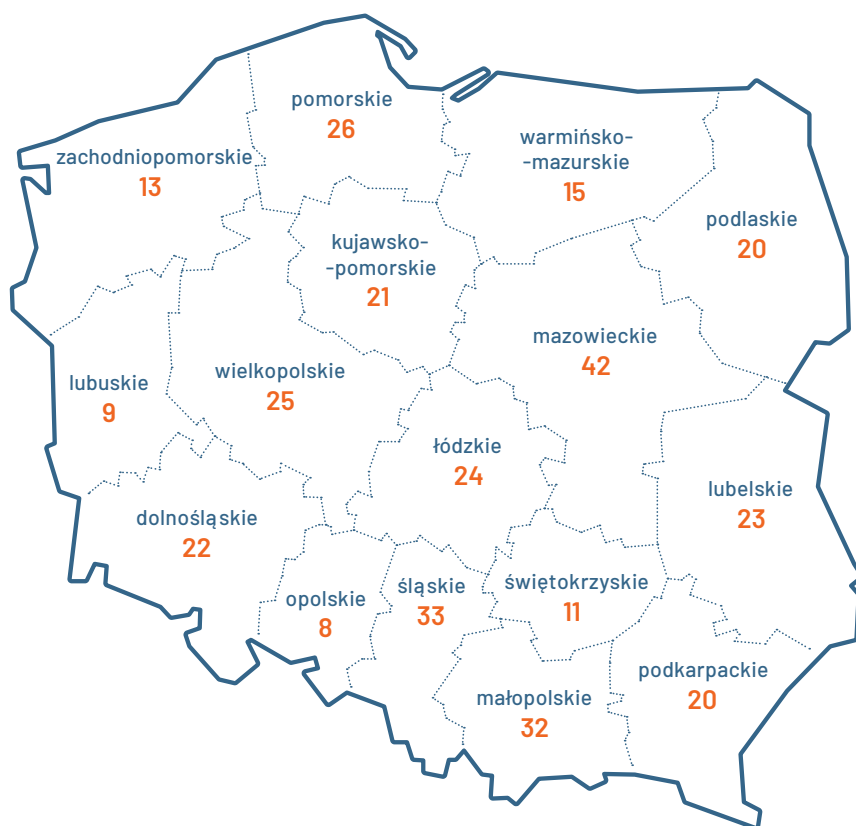 pomorskie
26
warmińsko-
-mazurskie
15
zachodniopomorskie
13
podlaskie
20
kujawsko-
-pomorskie
21
mazowieckie
42
wielkopolskie
25
lubuskie
9
łódzkie
24
lubelskie
23
dolnośląskie
22
opolskie
8
śląskie
33
świętokrzyskie
11
małopolskie
32
podkarpackie
20